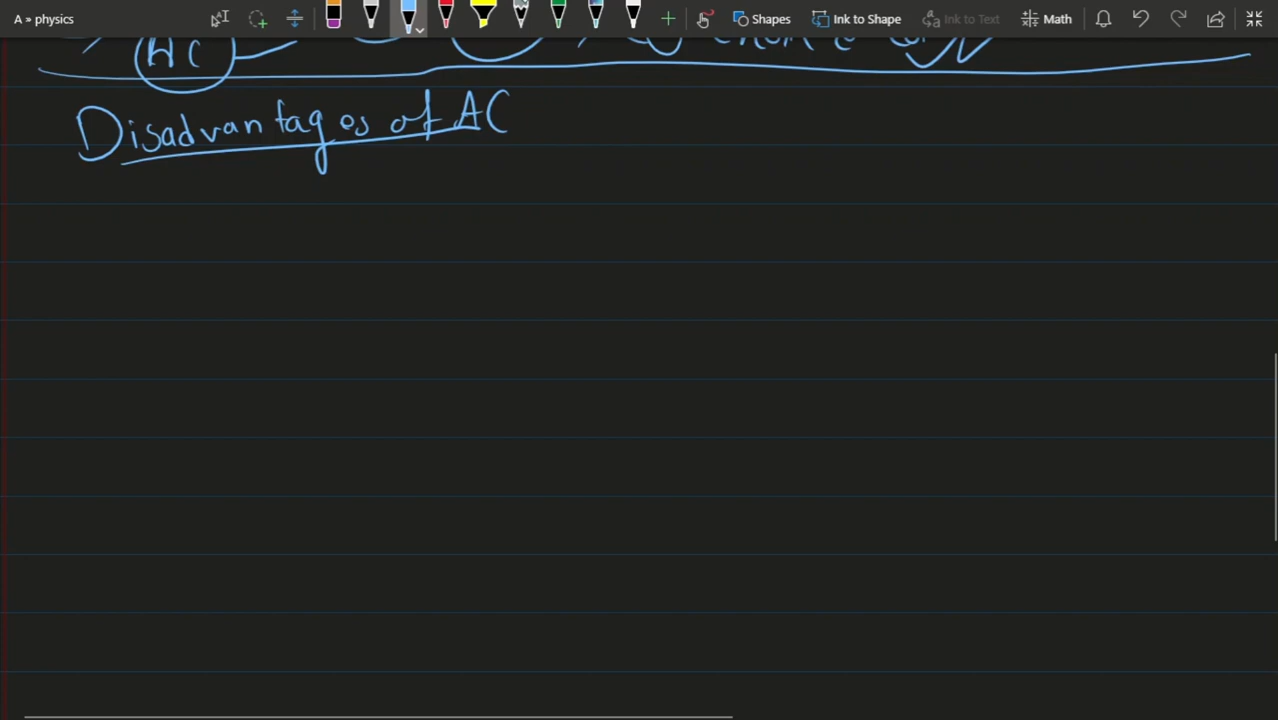 A » physics
Shapes
Ink to Shape
Ink to Text
Math
AC
Disadvantages of AC